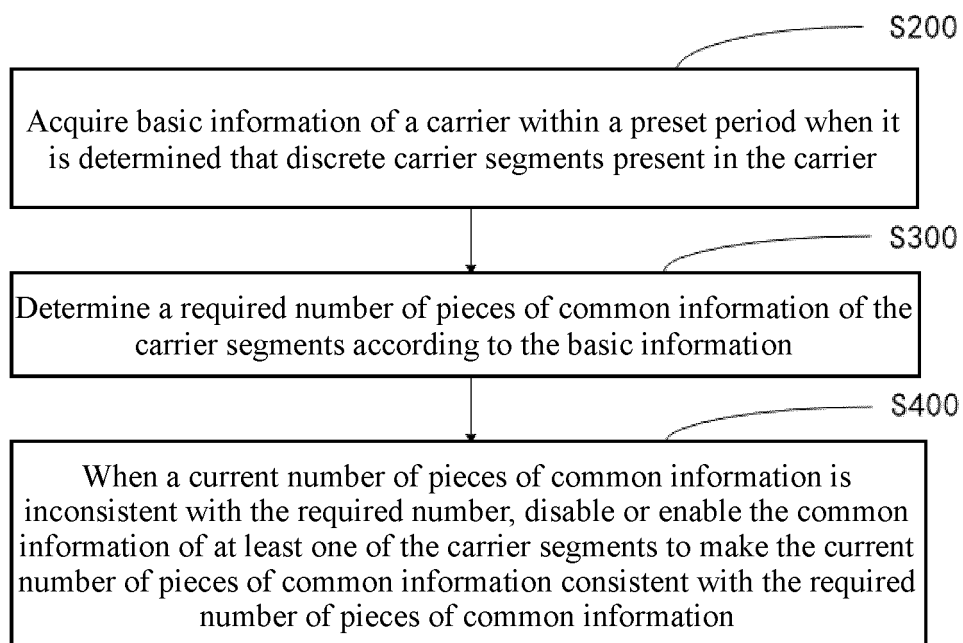 S200
Acquire basic information of a carrier within a preset period when it
is determined that discrete carrier segments present in the carrier
S300
Determine a required number of pieces of common information of the
carrier segments according to the basic information
S400
When a current number of pieces of common information is
inconsistent with the required number, disable or enable the common
information of at least one of the carrier segments to make the current
number of pieces of common information consistent with the required
number of pieces of common information